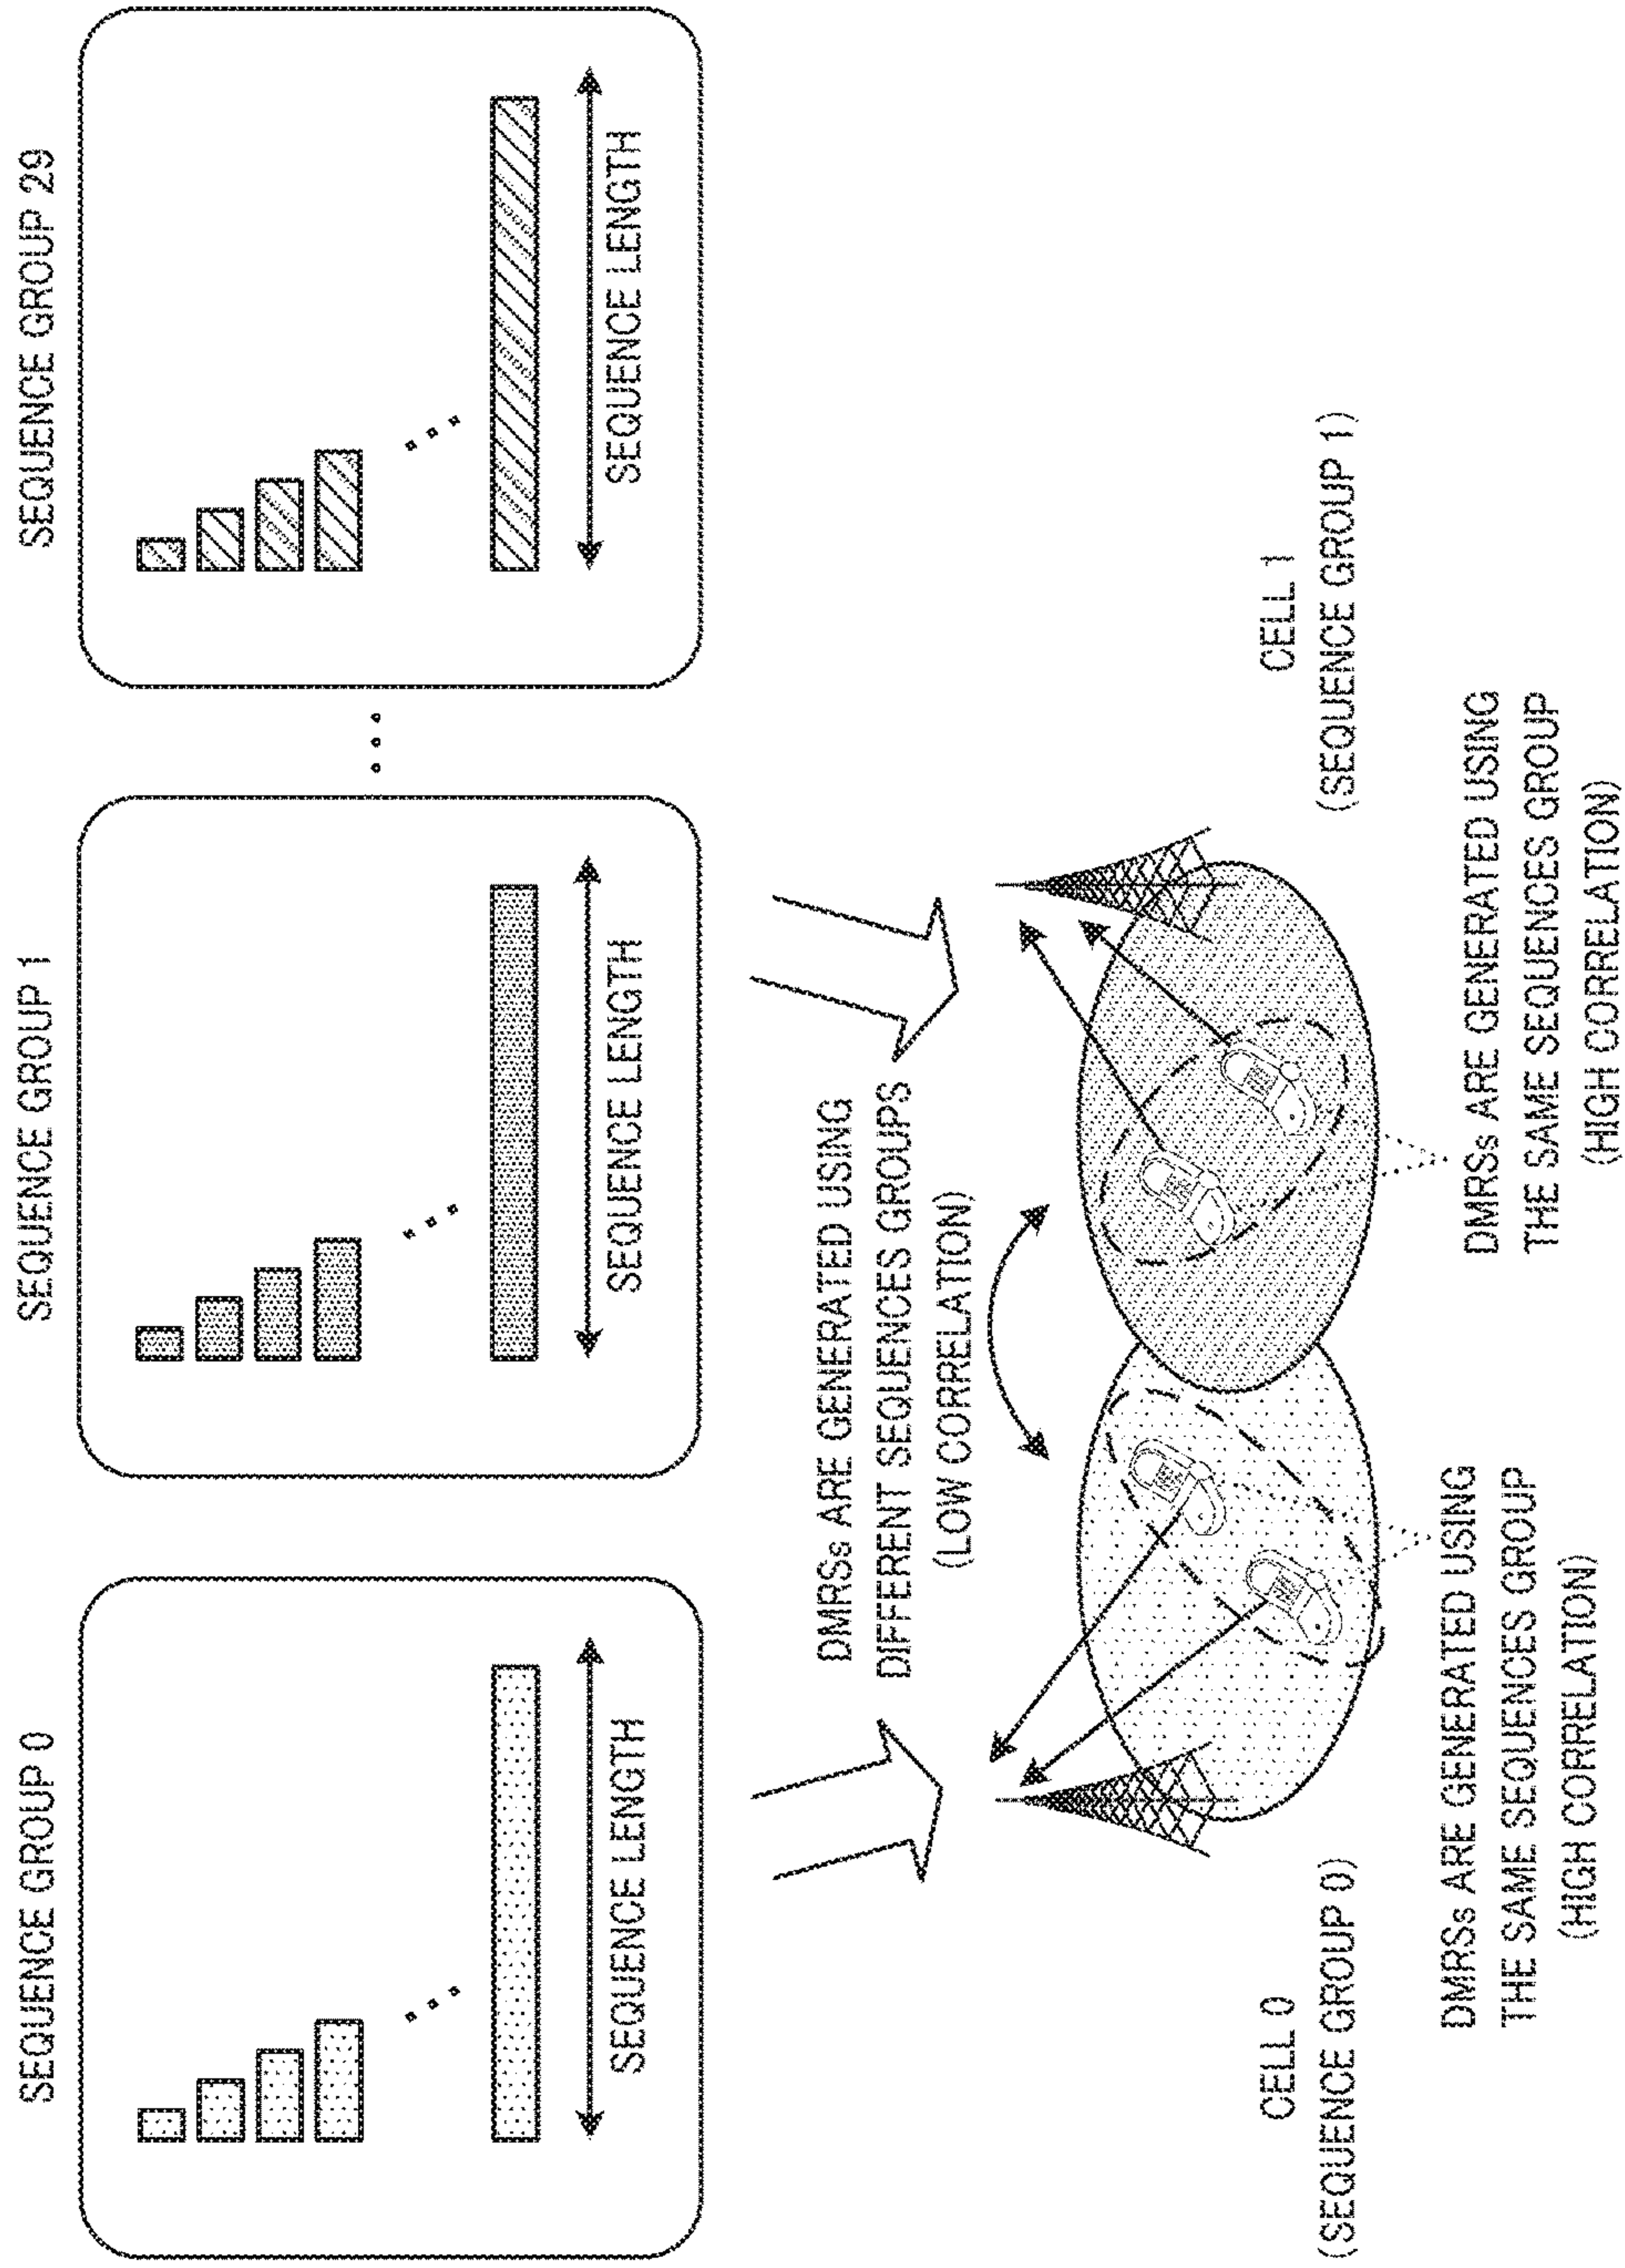 SEQUENCE GROUP 0
SEQUENCE LENGTH
SEQUENCE GROUP 1
SEQUENCE LENGTH
SEQUENCE GROUP 29
SEQUENCE LENGTH
DMRSs ARE GENERATED USING
DIFFERENT SEQUENCES GROUPS
(LOW CORRELATION)
CELL 0
(SEQUENCE GROUP 0)
CELL 1
(SEQUENCE GROUP 1)
DMRSs ARE GENERATED USING
THE SAME SEQUENCES GROUP
(HIGH CORRELATION)
DMRSs ARE GENERATED USING
THE SAME SEQUENCES GROUP
(HIGH CORRELATION)